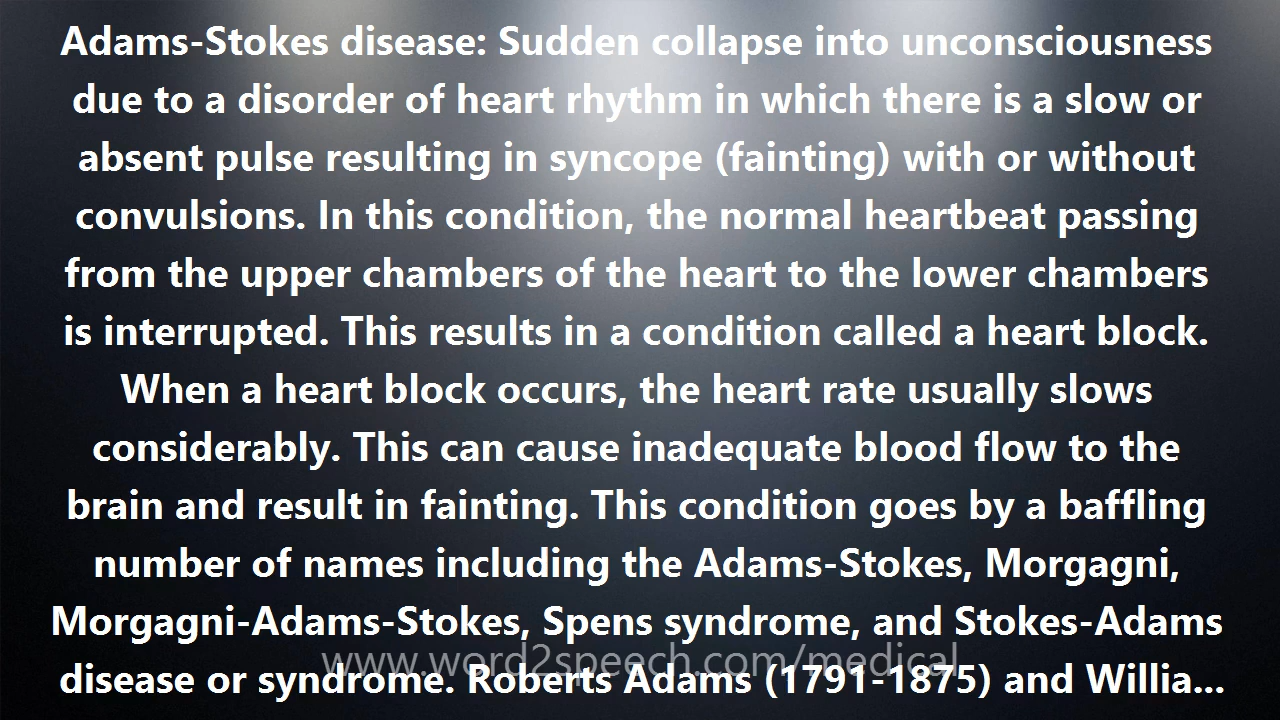 Adams-Stokes disease: Sudden collapse into unconsciousness
due to a disorder of heart rhythm in which there is a slow or
absent pulse resulting in syncope (fainting) with or without
convulsions. In this condition, the normal heartbeat passing
from the upper chambers of the heart to the lower chambers
is interrupted. This results in a condition called a heart block.
When a heart block occurs, the heart rate usually slows
considerably. This can cause inadequate blood flow to the
brain and result in fainting. This condition goes by a baffling
number of names including the Adams-Stokes, Morgagni,
Morgagni-Adams-Stokes, Spens syndrome, and Stokes-Adams
www.word2speech.com/medical
disease or syndrome. Roberts Adams (1791-1875) and Willia...